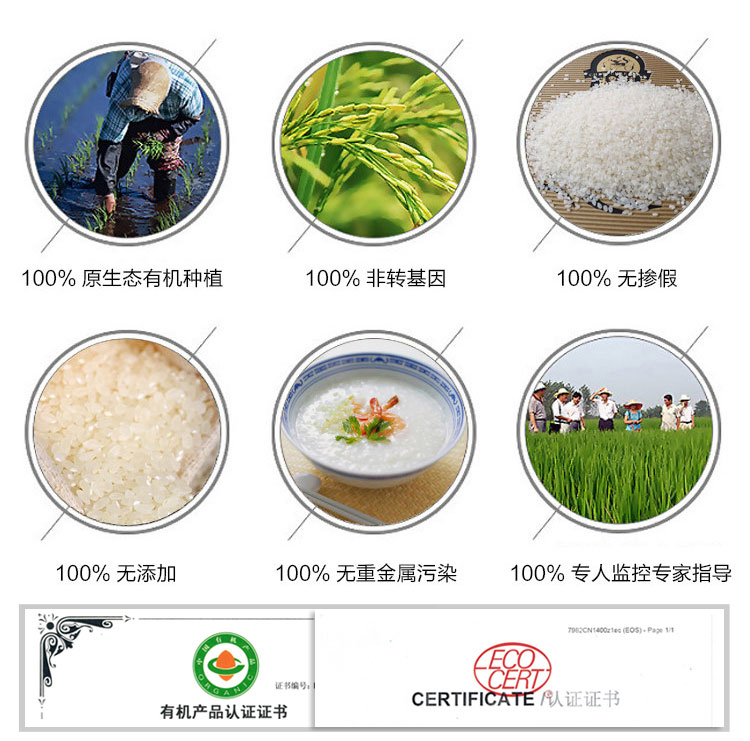 100% 原生态有机种植
100% 非转基因
100% 无掺假
100% 无添加
100% 无重金属污染
100% 专人监控专家指导
7982CN1400z1ec (EOS) - Page 1/1
中国有机产品
ORGANIC
证书编号:
ECO
CERT
®
有机产品认证证书
CERTIFICATE /认证证书